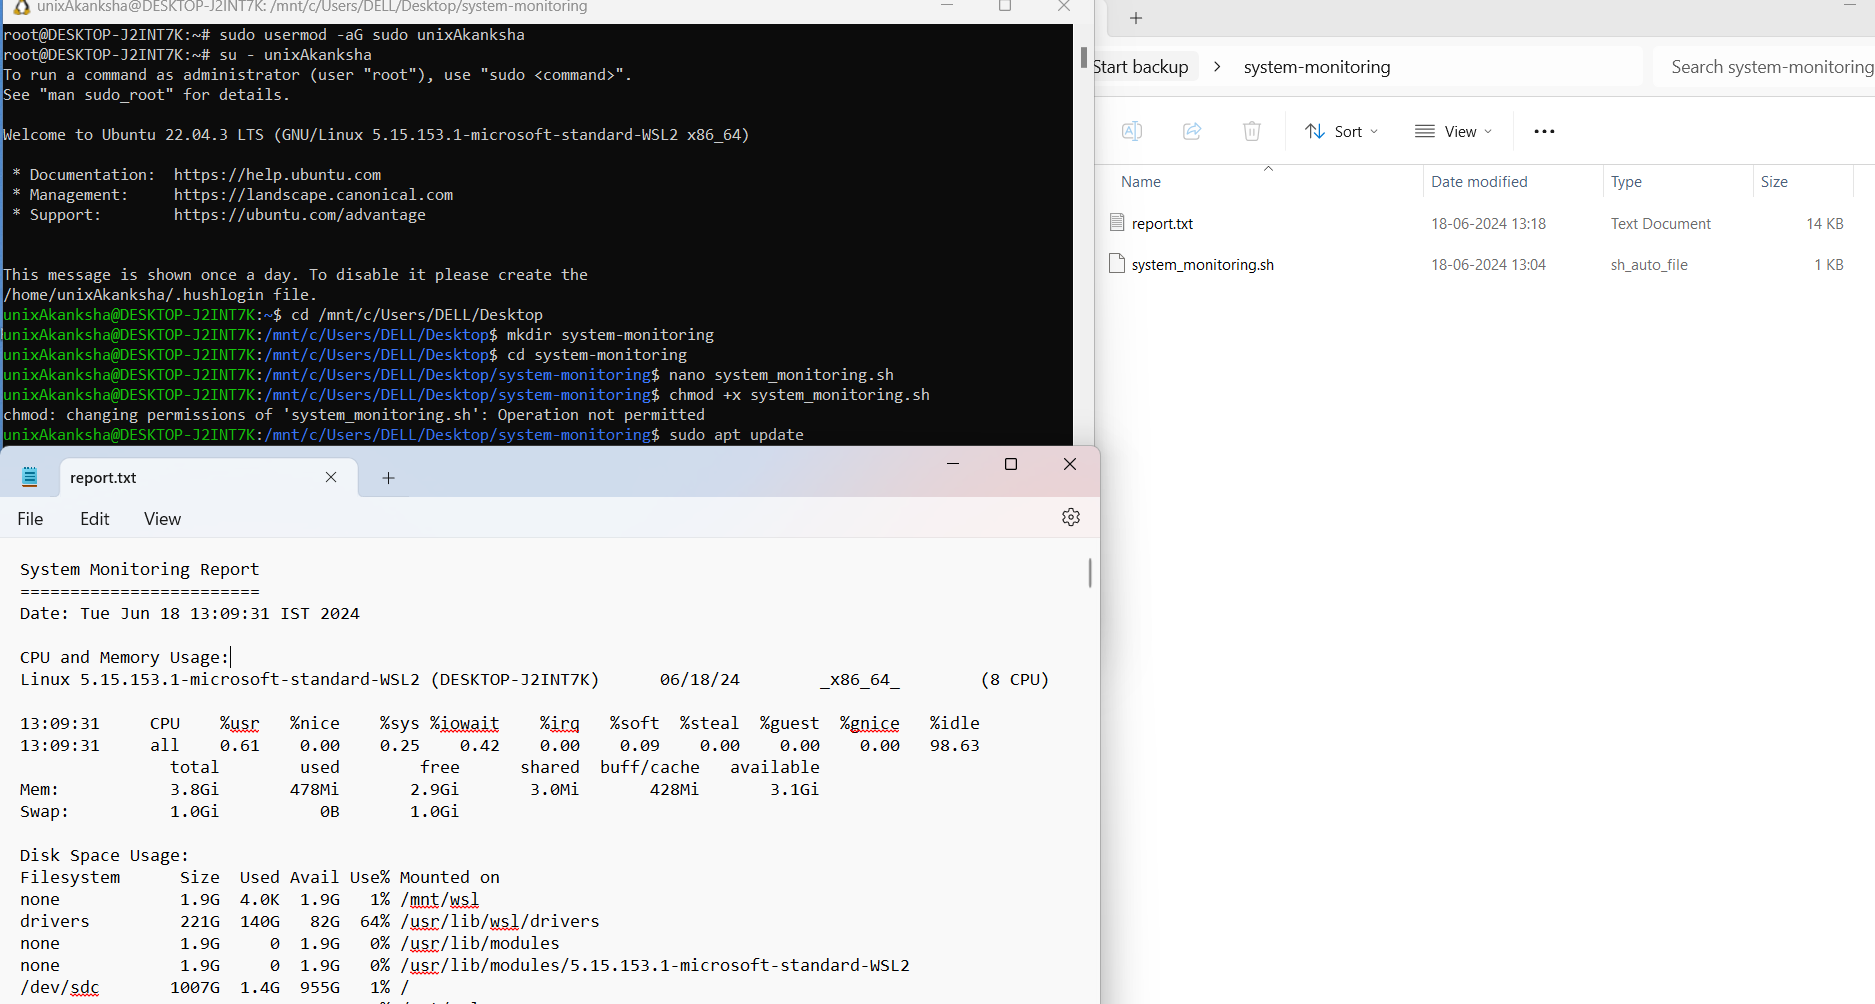 unixAkanksha@DESKTOP-J2INT7K: /mnt/c/Users/DELL/Desktop/system-monitoring
root@DESKTOP-J2INT7K:~# sudo usermod -aG sudo unixAkanksha
root@DESKTOP-J2INT7K:~# su - unixAkanksha
To run a command as administrator (user "root"), use "sudo <command>".
See "man sudo_root" for details.
Welcome to Ubuntu 22.04.3 LTS (GNU/Linux 5.15.153.1-microsoft-standard-WSL2 x86_64)
* Documentation:  https://help.ubuntu.com
* Management:     https://landscape.canonical.com
* Support:        https://ubuntu.com/advantage
This message is shown once a day. To disable it please create the
/home/unixAkanksha/.hushlogin file.
unixAkanksha@DESKTOP-J2INT7K:~$ cd /mnt/c/Users/DELL/Desktop
unixAkanksha@DESKTOP-J2INT7K:/mnt/c/Users/DELL/Desktop$ mkdir system-monitoring
unixAkanksha@DESKTOP-J2INT7K:/mnt/c/Users/DELL/Desktop$ cd system-monitoring
unixAkanksha@DESKTOP-J2INT7K:/mnt/c/Users/DELL/Desktop/system-monitoring$ nano system_monitoring.sh
unixAkanksha@DESKTOP-J2INT7K:/mnt/c/Users/DELL/Desktop/system-monitoring$ chmod +x system_monitoring.sh
chmod: changing permissions of 'system_monitoring.sh': Operation not permitted
unixAkanksha@DESKTOP-J2INT7K:/mnt/c/Users/DELL/Desktop/system-monitoring$ sudo apt update
Start backup > system-monitoring
Search system-monitoring
Sort View
Name Date modified Type Size
report.txt 18-06-2024 13:18 Text Document 14 KB
system_monitoring.sh 18-06-2024 13:04 sh_auto_file 1 KB
report.txt
File Edit View
System Monitoring Report
========================
Date: Tue Jun 18 13:09:31 IST 2024
CPU and Memory Usage:
Linux 5.15.153.1-microsoft-standard-WSL2 (DESKTOP-J2INT7K) 06/18/24 _x86_64_ (8 CPU)
13:09:31 CPU %usr %nice %sys %iowait %irq %soft %steal %guest %gnice %idle
13:09:31 all 0.61 0.00 0.25 0.42 0.00 0.09 0.00 0.00 0.00 98.63
total used free shared buff/cache available
Mem: 3.8Gi 478Mi 2.9Gi 3.0Mi 428Mi 3.1Gi
Swap: 1.0Gi 0B 1.0Gi
Disk Space Usage:
Filesystem Size Used Avail Use% Mounted on
none 1.9G 4.0K 1.9G 1% /mnt/wsl
drivers 221G 140G 82G 64% /usr/lib/wsl/drivers
none 1.9G 0 1.9G 0% /usr/lib/modules
none 1.9G 0 1.9G 0% /usr/lib/modules/5.15.153.1-microsoft-standard-WSL2
/dev/sdc 1007G 1.4G 955G 1% /